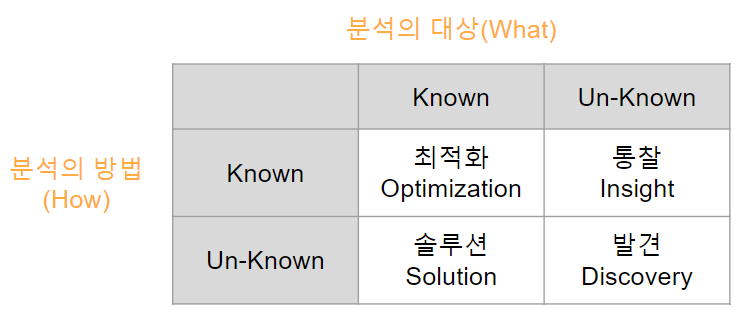 분석의 대상(What)
Known Un-Known
분석의 방법
(How)
Known
최적화
Optimization
통찰
Insight
Un-Known
솔루션
Solution
발견
Discovery